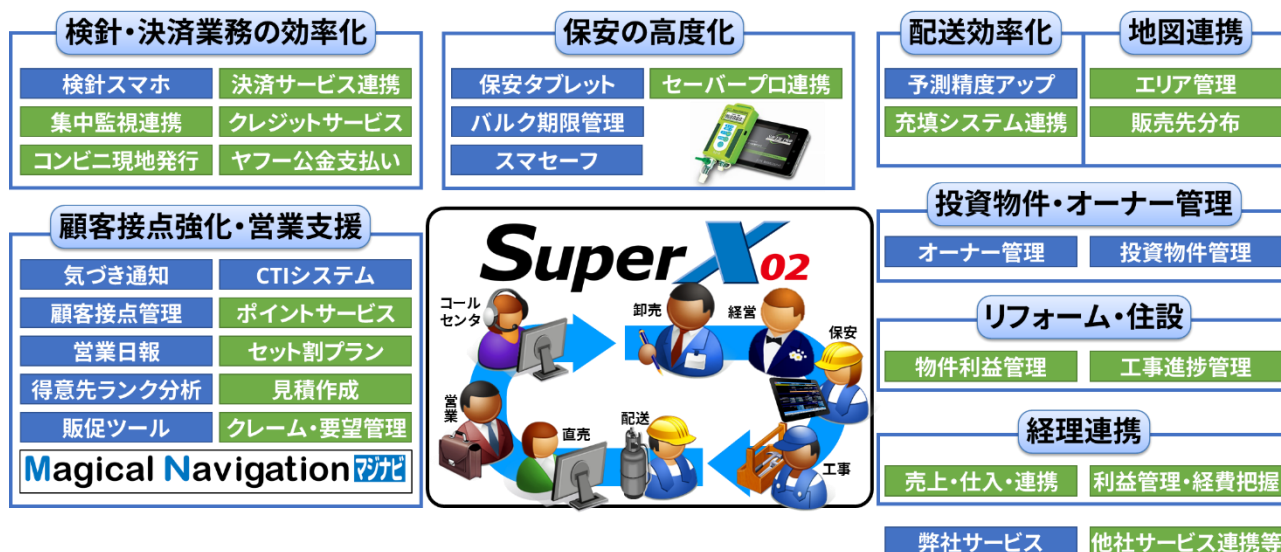 検針・決済業務の効率化
検針スマホ
決済サービス連携
集中監視連携
クレジットサービス
コンビニ現地発行
ヤフー公金支払い
保安の高度化
保安タブレット
セーバープロ連携
バルク期限管理
スマセーフ
配送効率化
予測精度アップ
充填システム連携
地図連携
エリア管理
販売先分布
顧客接点強化・営業支援
気づき通知
CTIシステム
顧客接点管理
ポイントサービス
営業日報
セット割プラン
得意先ランク分析
見積作成
販促ツール
クレーム・要望管理
Magical Navigation マジナビ
Super X 02
コール
センタ
卸売
経営
保安
営業
直売
配送
工事
投資物件・オーナー管理
オーナー管理
投資物件管理
リフォーム・住設
物件利益管理
工事進捗管理
経理連携
売上・仕入・連携
利益管理・経費把握
弊社サービス
他社サービス連携等